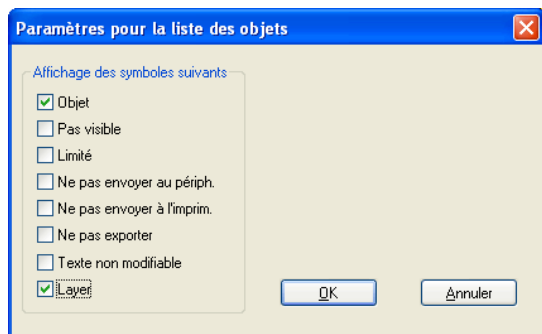 Paramètres pour la liste des objets
Affichage des symboles suivants
Objet
Pas visible
Limité
Ne pas envoyer au périph.
Ne pas envoyer à l'imprim.
Ne pas exporter
Texte non modifiable
Layer
OK
Annuler